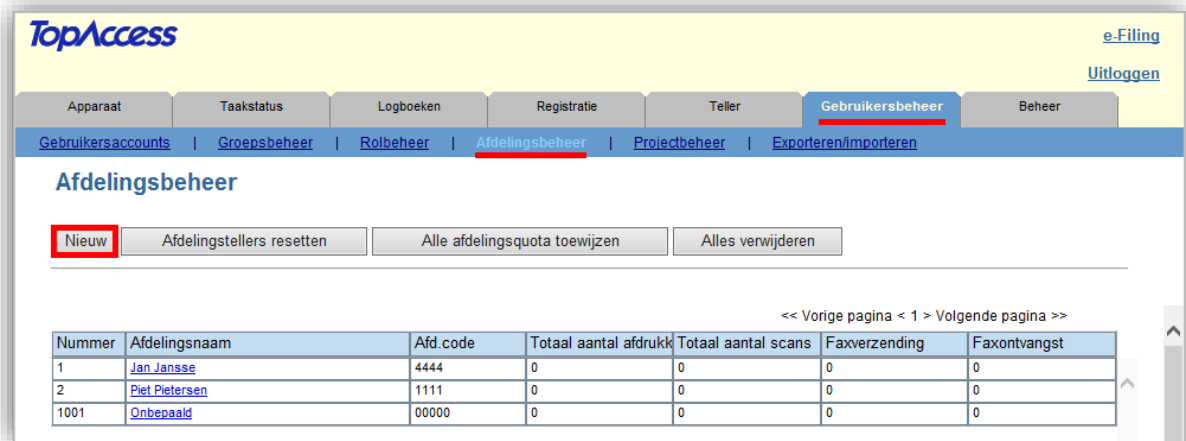 TopAccess
e-Filing
Uitloggen
Apparaat Taakstatus Logboeken Registratie Teller Gebruikersbeheer Beheer
Gebruikersaccounts | Groepsbeheer | Rolbeheer | Afdelingsbeheer | Projectbeheer | Exporteren/importeren
Afdelingsbeheer
Nieuw Afdelingstellers resetten Alle afdelingsquota toewijzen Alles verwijderen
<< Vorige pagina < 1 > Volgende pagina >>
Nummer Afdelingsnaam Afd.code Totaal aantal afdrukk Totaal aantal scans Faxverzending Faxontvangst
1 Jan Jansse 4444 0 0 0 0
2 Piet Pietersen 1111 0 0 0 0
1001 Onbepaald 00000 0 0 0 0